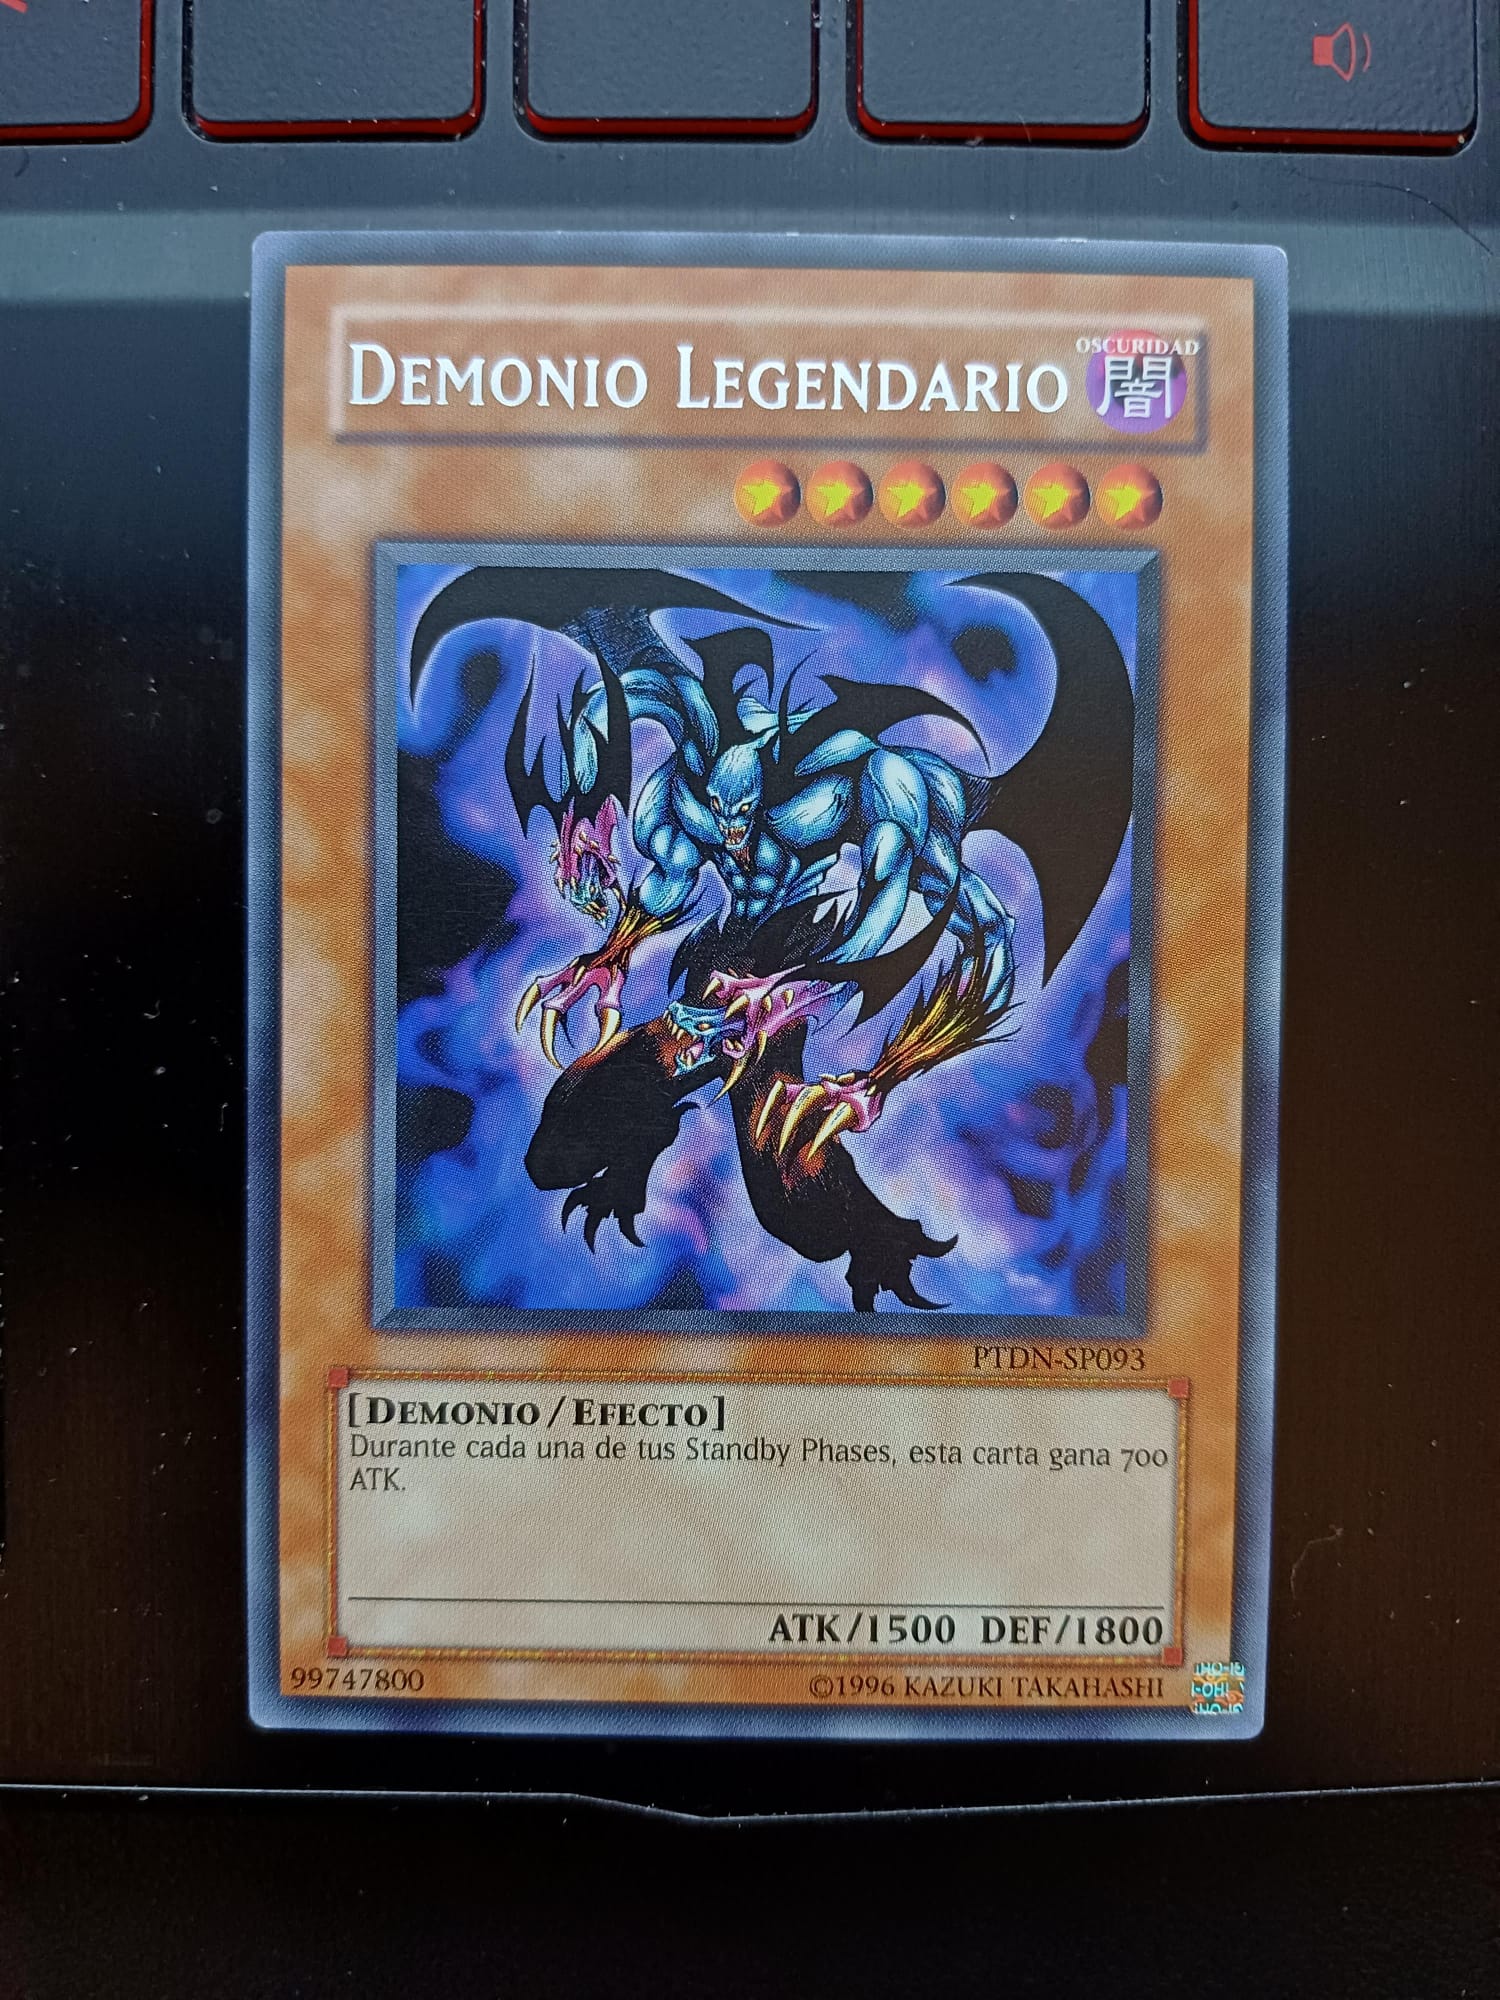 DEMONIO LEGENDARIO
OSCURIDAD
闇
PTDN-SP093
[DEMONIO/EFECTO]
Durante cada una de tus Standby Phases, esta carta gana 700
ATK.
ATK/1500 DEF/1800
99747800
©1996 KAZUKI TAKAHASHI